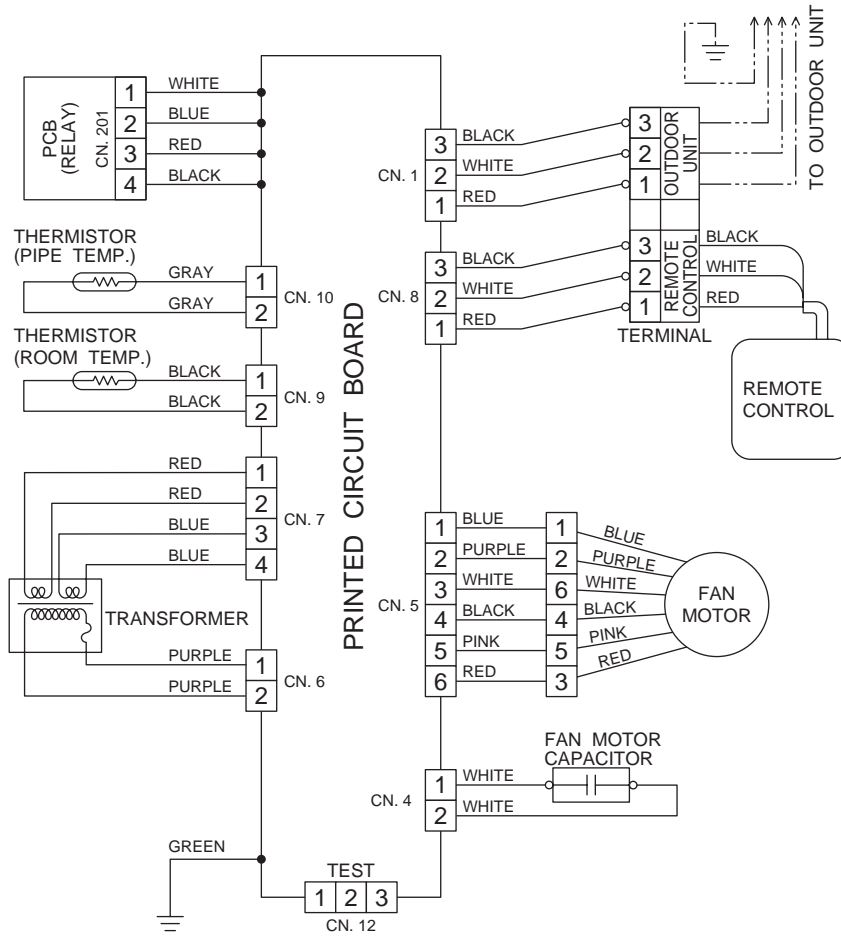 PCB
(RELAY)
CN. 201
1
2
3
4
WHITE
BLUE
RED
BLACK
THERMISTOR
(PIPE TEMP.)
GRAY
GRAY
1
2
CN. 10
THERMISTOR
(ROOM TEMP.)
BLACK
BLACK
1
2
CN. 9
RED
RED
BLUE
BLUE
1
2
3
4
CN. 7
TRANSFORMER
PURPLE
PURPLE
1
2
CN. 6
GREEN
PRINTED CIRCUIT BOARD
TEST
1 2 3
CN. 12
CN. 1
3
2
1
BLACK
WHITE
RED
3
2
1
OUTDOOR
UNIT
TO OUTDOOR UNIT
CN. 8
3
2
1
BLACK
WHITE
RED
3
2
1
REMOTE
CONTROL
TERMINAL
BLACK
WHITE
RED
REMOTE
CONTROL
CN. 5
1
2
3
4
5
6
BLUE
PURPLE
WHITE
BLACK
PINK
RED
1
2
6
4
5
3
BLUE
PURPLE
WHITE
BLACK
PINK
RED
FAN
MOTOR
FAN MOTOR
CAPACITOR
CN. 4
1
2
WHITE
WHITE